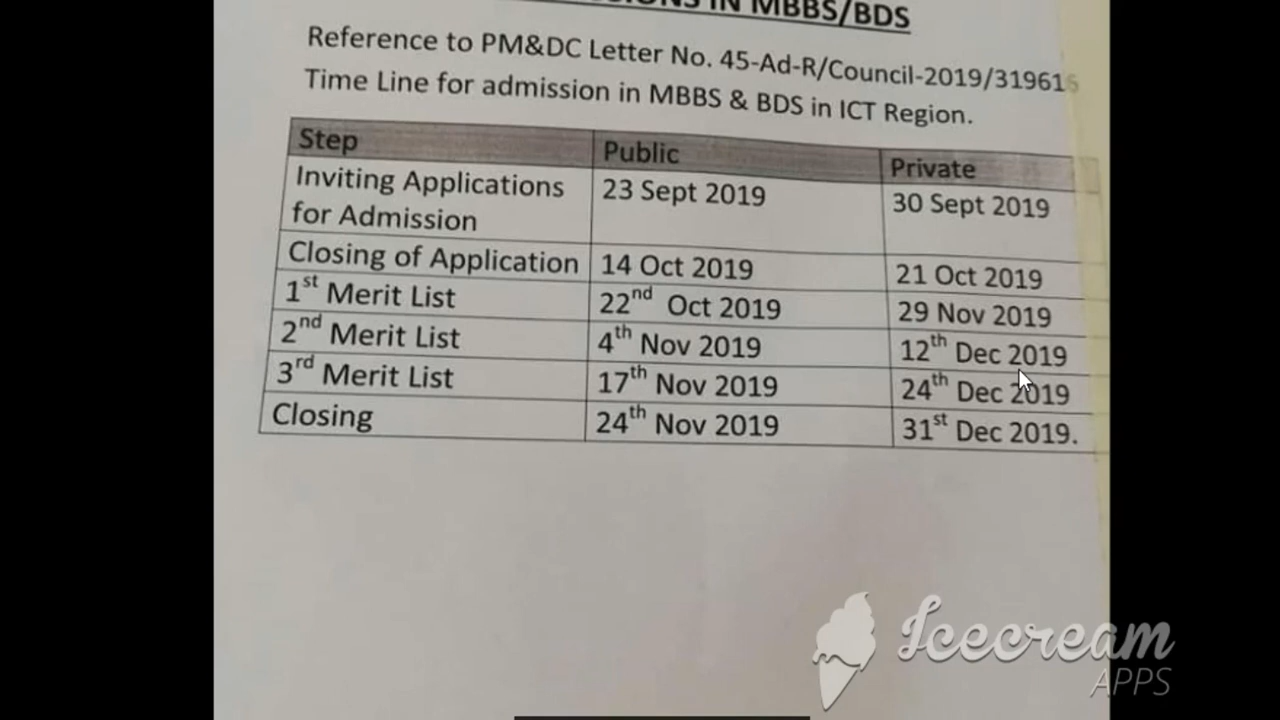 IN MBBS/BDS
Reference to PM&DC Letter No. 45-Ad-R/Council-2019/319616
Time Line for admission in MBBS & BDS in ICT Region.
Step Public Private
Inviting Applications 23 Sept 2019 30 Sept 2019
for Admission
Closing of Application 14 Oct 2019 21 Oct 2019
1st Merit List 22nd Oct 2019 29 Nov 2019
2nd Merit List 4th Nov 2019 12th Dec 2019
3rd Merit List 17th Nov 2019 24th Dec 2019
Closing 24th Nov 2019 31st Dec 2019.
Icecream
APPS